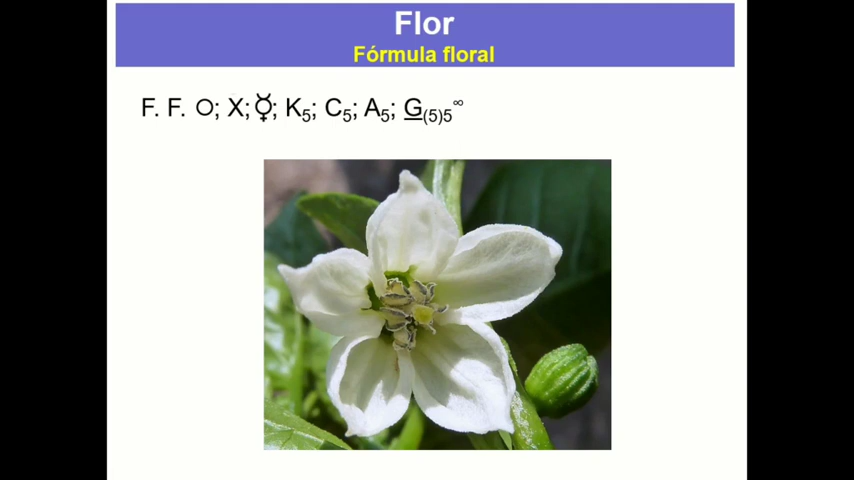 Flor
Fórmula floral
F. F. ○; X; ☿; K₅; C₅; A₅; G₍₅₎₅^∞